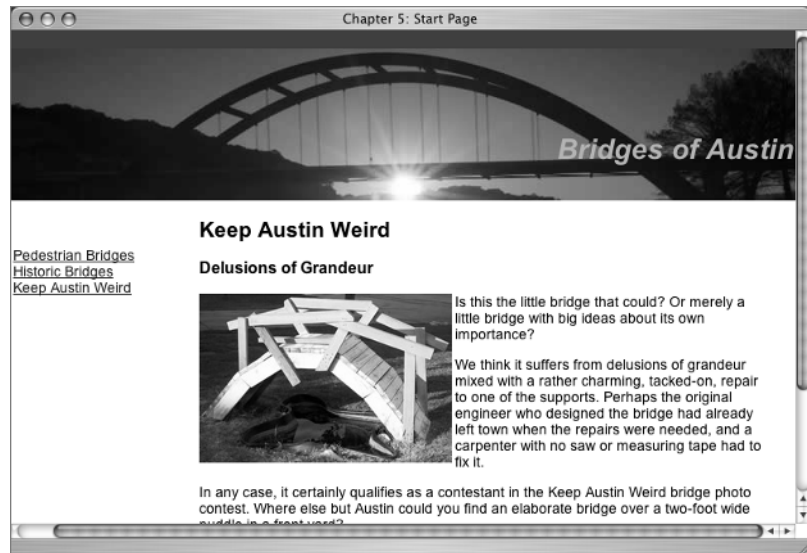 Chapter 5: Start Page
Bridges of Austin
Pedestrian Bridges
Historic Bridges
Keep Austin Weird
Keep Austin Weird
Delusions of Grandeur
Is this the little bridge that could? Or merely a
little bridge with big ideas about its own
importance?
We think it suffers from delusions of grandeur
mixed with a rather charming, tacked-on, repair
to one of the supports. Perhaps the original
engineer who designed the bridge had already
left town when the repairs were needed, and a
carpenter with no saw or measuring tape had to
fix it.
In any case, it certainly qualifies as a contestant in the Keep Austin Weird bridge photo
contest. Where else but Austin could you find an elaborate bridge over a two-foot wide
puddle in a front yard?